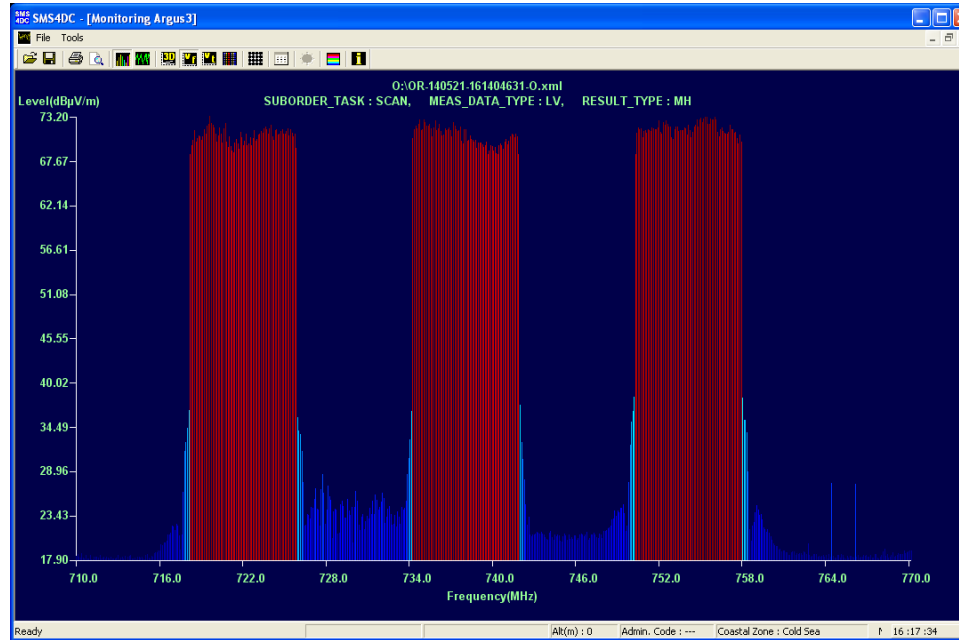 SMS4DC - [Monitoring Argus3]
File Tools
3D
O:\OR-140521-161404631-O.xml
Level(dBµV/m)
SUBORDER_TASK : SCAN, MEAS_DATA_TYPE : LV, RESULT_TYPE : MH
73.20
67.67
62.14
56.61
51.08
45.55
40.02
34.49
28.96
23.43
17.90
710.0 716.0 722.0 728.0 734.0 740.0 746.0 752.0 758.0 764.0 770.0
Frequency(MHz)
Ready Alt(m) : 0 Admin. Code : --- Coastal Zone : Cold Sea 16 :17 :34